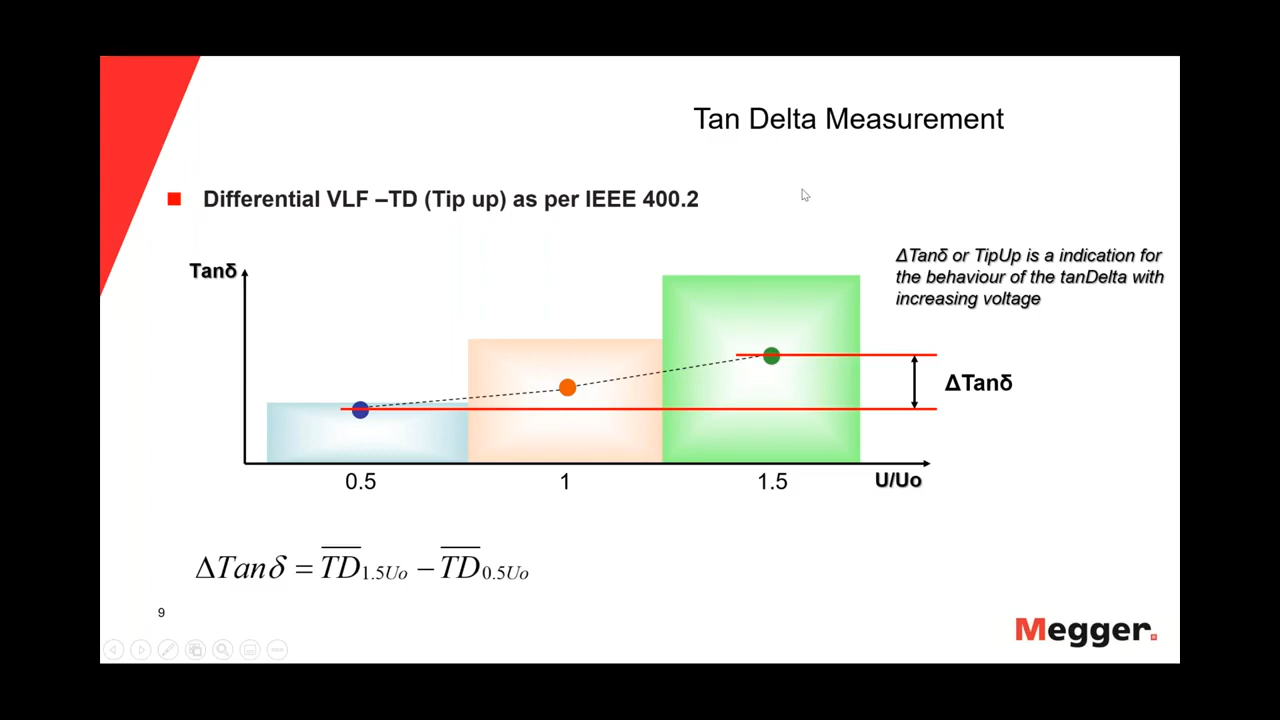 Tan Delta Measurement
Differential VLF –TD (Tip up) as per IEEE 400.2
ΔTanδ or TipUp is a indication for
the behaviour of the tanDelta with
increasing voltage
Tanδ
ΔTanδ
0.5 1 1.5 U/Uo
ΔTanδ = TD1.5Uo − TD0.5Uo
9
Megger.